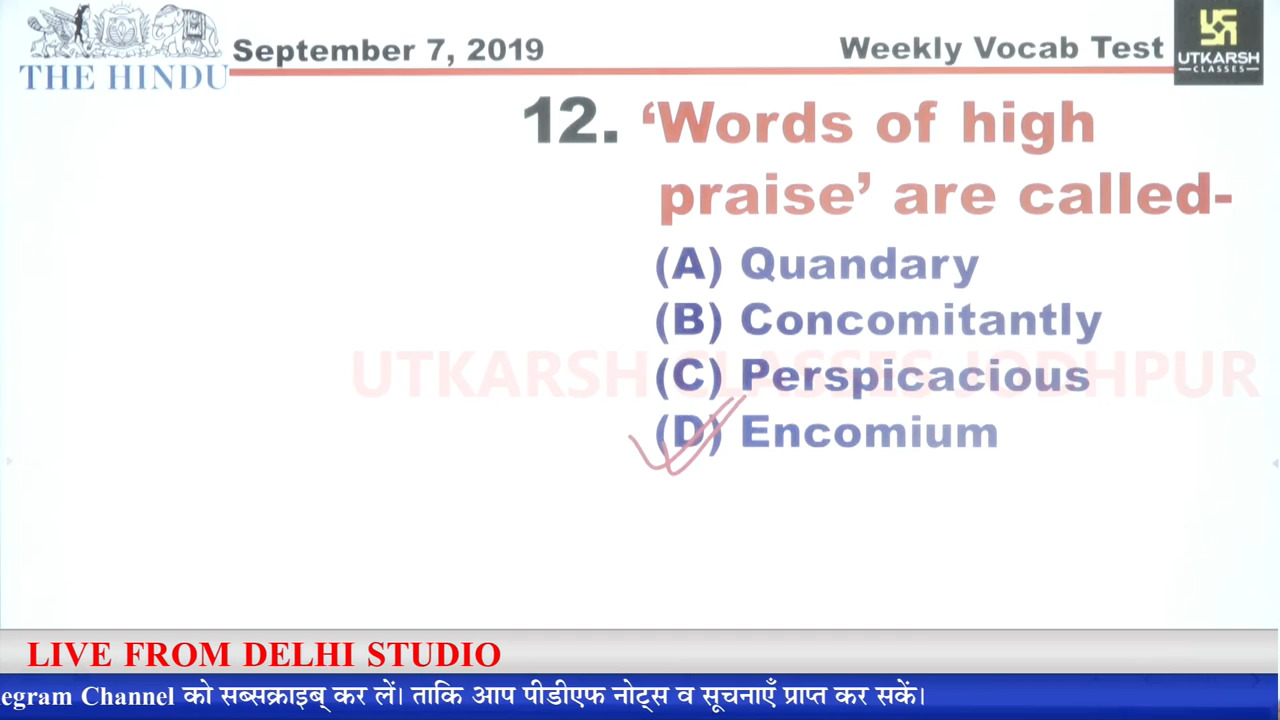 THE HINDU
September 7, 2019
Weekly Vocab Test
UTKARSH
CLASSES
12. ‘Words of high
praise’ are called-
(A) Quandary
(B) Concomitantly
(C) Perspicacious
(D) Encomium
UTKARSH CLASSES JODHPUR
LIVE FROM DELHI STUDIO
egram Channel को सब्सक्राइब् कर लें। ताकि आप पीडीएफ नोट्स व सूचनाएँ प्राप्त कर सकें।